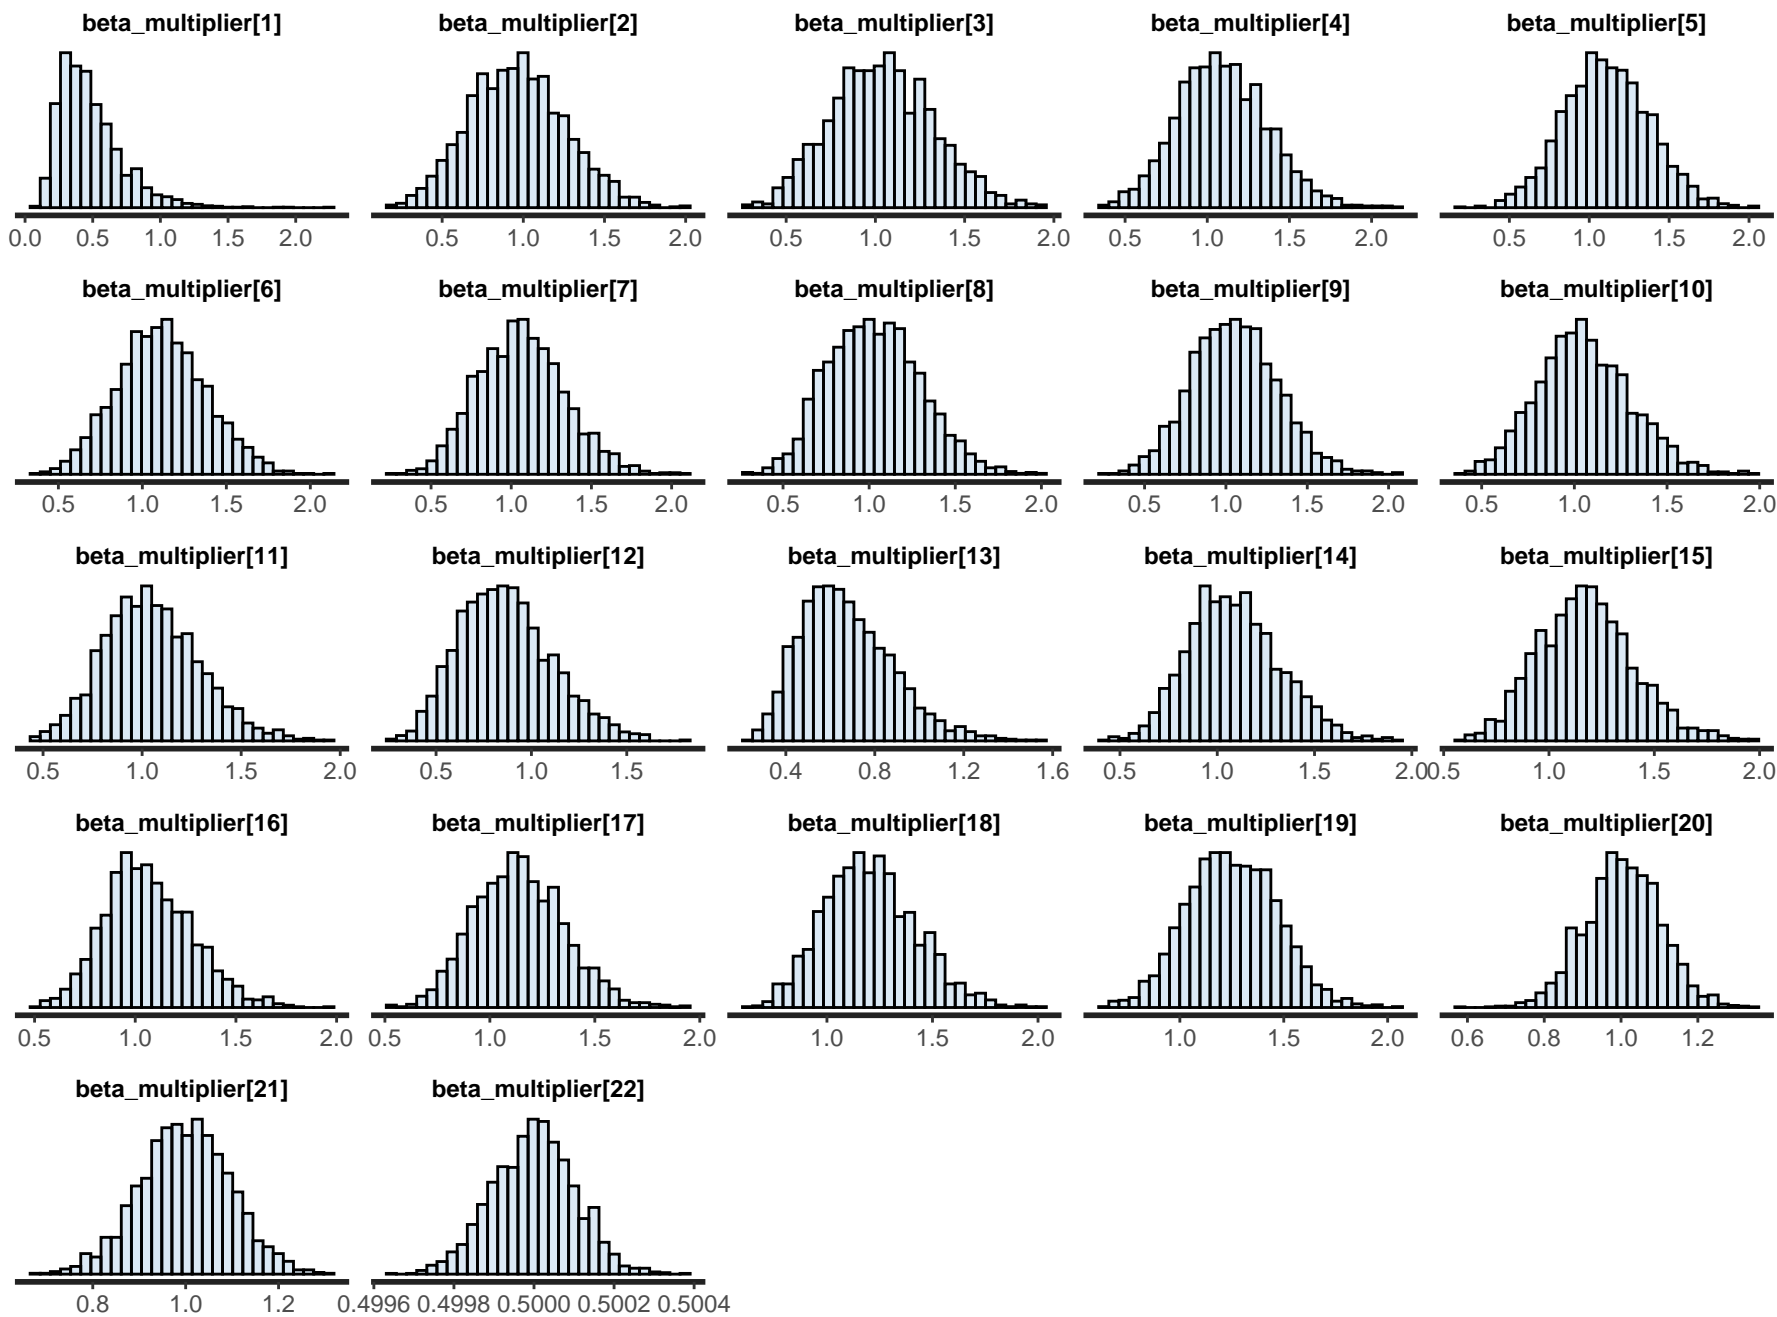 beta_multiplier[1] beta_multiplier[2] beta_multiplier[3] beta_multiplier[4] beta_multiplier[5]
0.0 0.5 1.0 1.5 2.0 0.5 1.0 1.5 2.0 0.5 1.0 1.5 2.0 0.5 1.0 1.5 2.0 0.5 1.0 1.5 2.0
beta_multiplier[6] beta_multiplier[7] beta_multiplier[8] beta_multiplier[9] beta_multiplier[10]
0.5 1.0 1.5 2.0 0.5 1.0 1.5 2.0 0.5 1.0 1.5 2.0 0.5 1.0 1.5 2.0 0.5 1.0 1.5 2.0
beta_multiplier[11] beta_multiplier[12] beta_multiplier[13] beta_multiplier[14] beta_multiplier[15]
0.5 1.0 1.5 2.0 0.5 1.0 1.5 0.4 0.8 1.2 1.6 0.5 1.0 1.5 2.0 0.5 1.0 1.5 2.0
beta_multiplier[16] beta_multiplier[17] beta_multiplier[18] beta_multiplier[19] beta_multiplier[20]
0.5 1.0 1.5 2.0 0.5 1.0 1.5 2.0 1.0 1.5 2.0 1.0 1.5 2.0 0.6 0.8 1.0 1.2
beta_multiplier[21] beta_multiplier[22]
0.8 1.0 1.2 0.4996 0.4998 0.5000 0.5002 0.5004